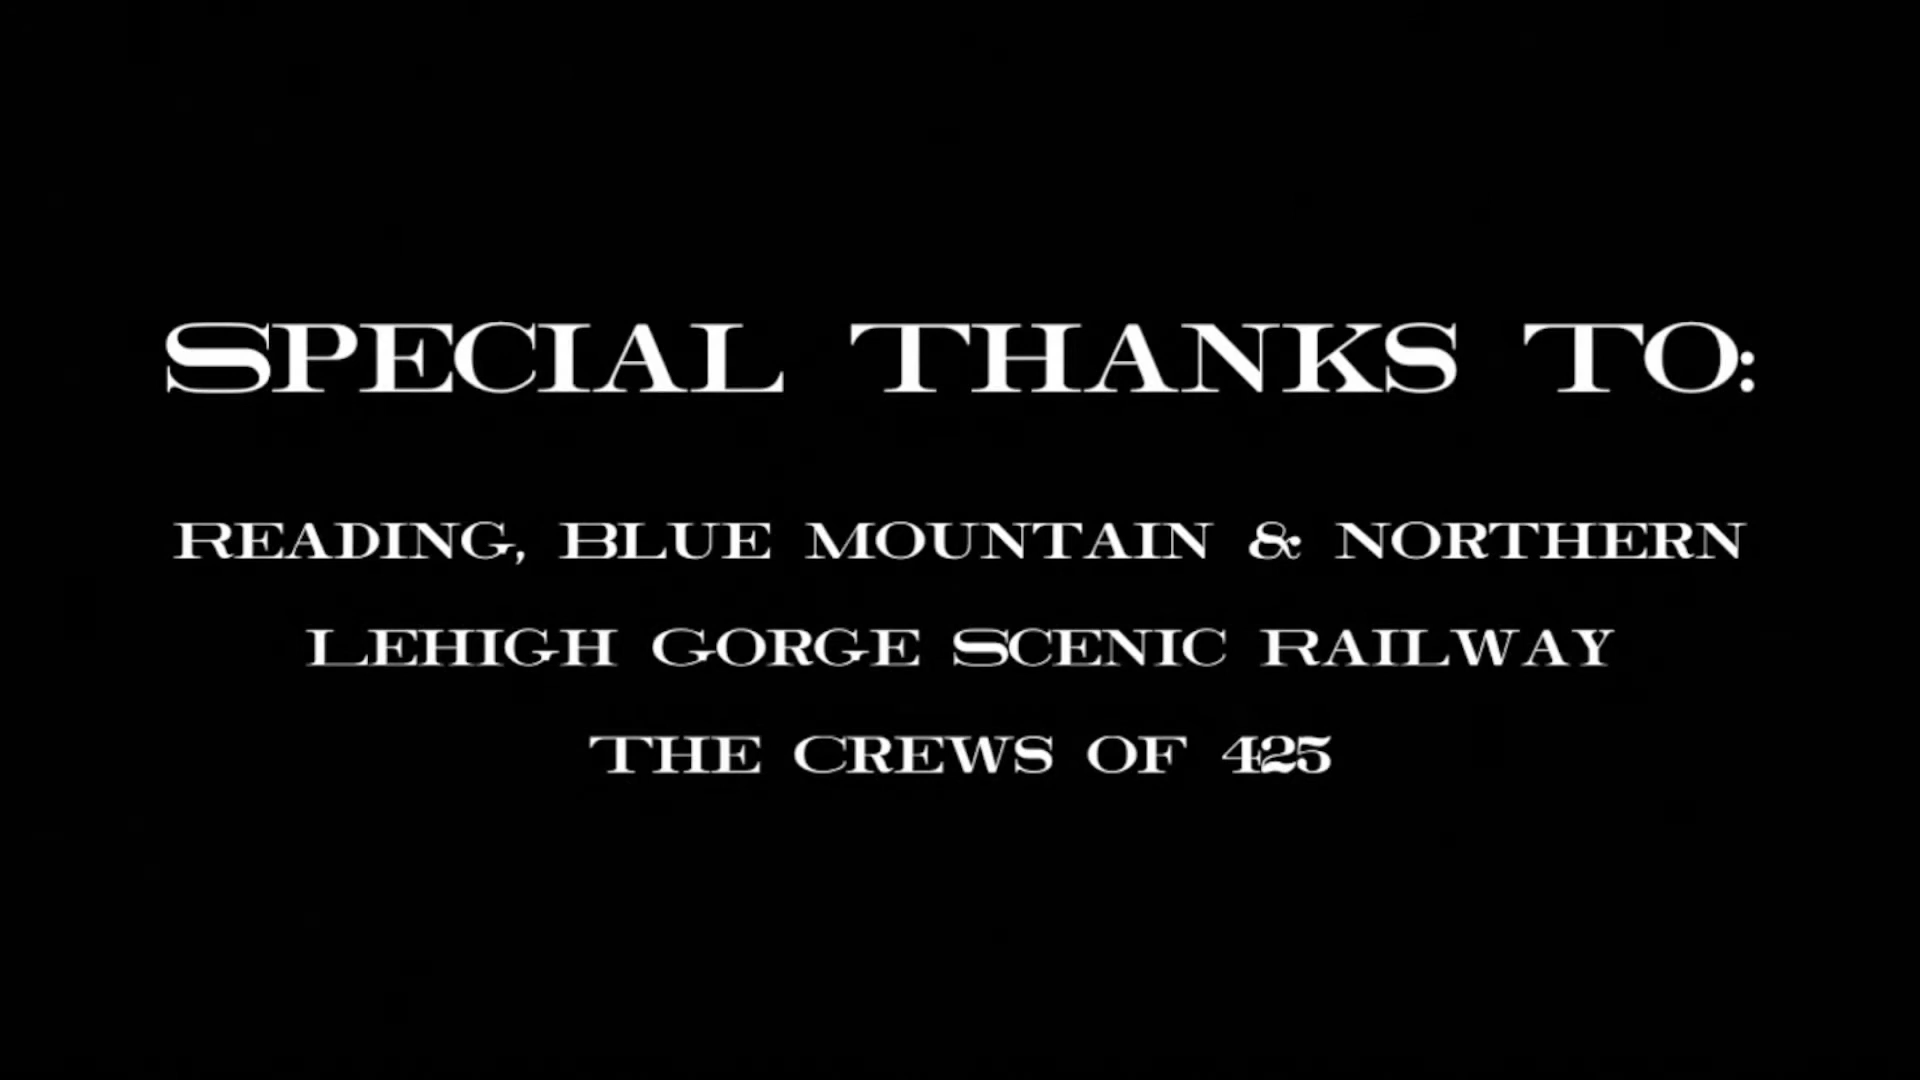 SPECIAL THANKS TO:
READING, BLUE MOUNTAIN & NORTHERN
LEHIGH GORGE SCENIC RAILWAY
THE CREWS OF 425